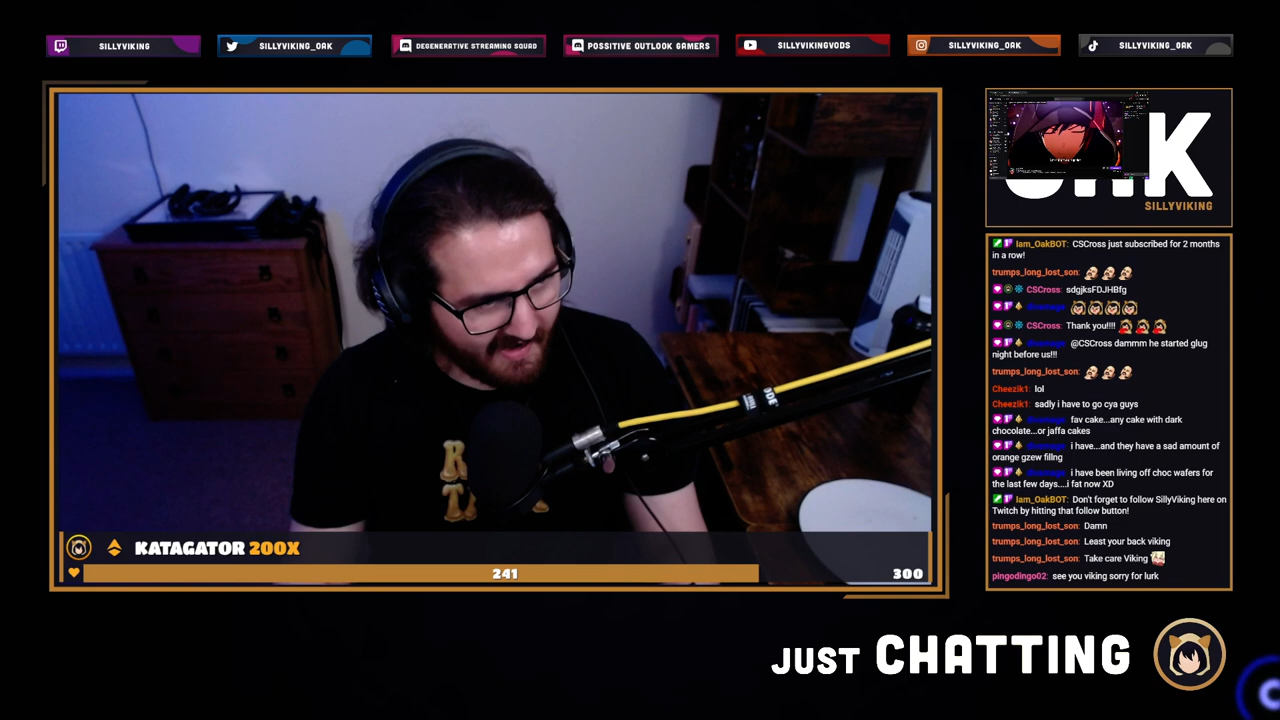 SILLYVIKING
SILLYVIKING_OAK
DEGENERATIVE STREAMING SQUAD
POSSITIVE OUTLOOK GAMERS
SILLYVIKINGVODS
SILLYVIKING_OAK
SILLYVIKING_OAK
K
SILLYVIKING
Iam_OakBOT: CSCross just subscribed for 2 months
in a row!
trumps_long_lost_son:
CSCross: sdgjksFDJHBfg
CSCross: Thank you!!!!
@CSCross dammm he started glug
night before us!!!
trumps_long_lost_son:
Cheezik1: lol
Cheezik1: sadly i have to go cya guys
fav cake...any cake with dark
chocolate...or jaffa cakes
i have...and they have a sad amount of
orange gzew fillng
i have been living off choc wafers for
the last few days....i fat now XD
Iam_OakBOT: Don't forget to follow SillyViking here on
Twitch by hitting that follow button!
trumps_long_lost_son: Damn
trumps_long_lost_son: Least your back viking
trumps_long_lost_son: Take care Viking
pingodingo02: see you viking sorry for lurk
KATAGATOR 200X
241
300
JUST CHATTING